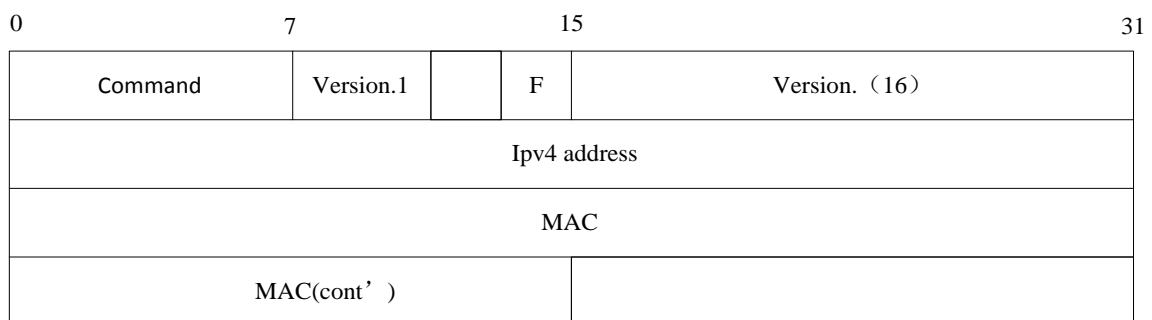 0 7 15 31
Command Version.1 F Version.（16）
Ipv4 address
MAC
MAC(cont’)